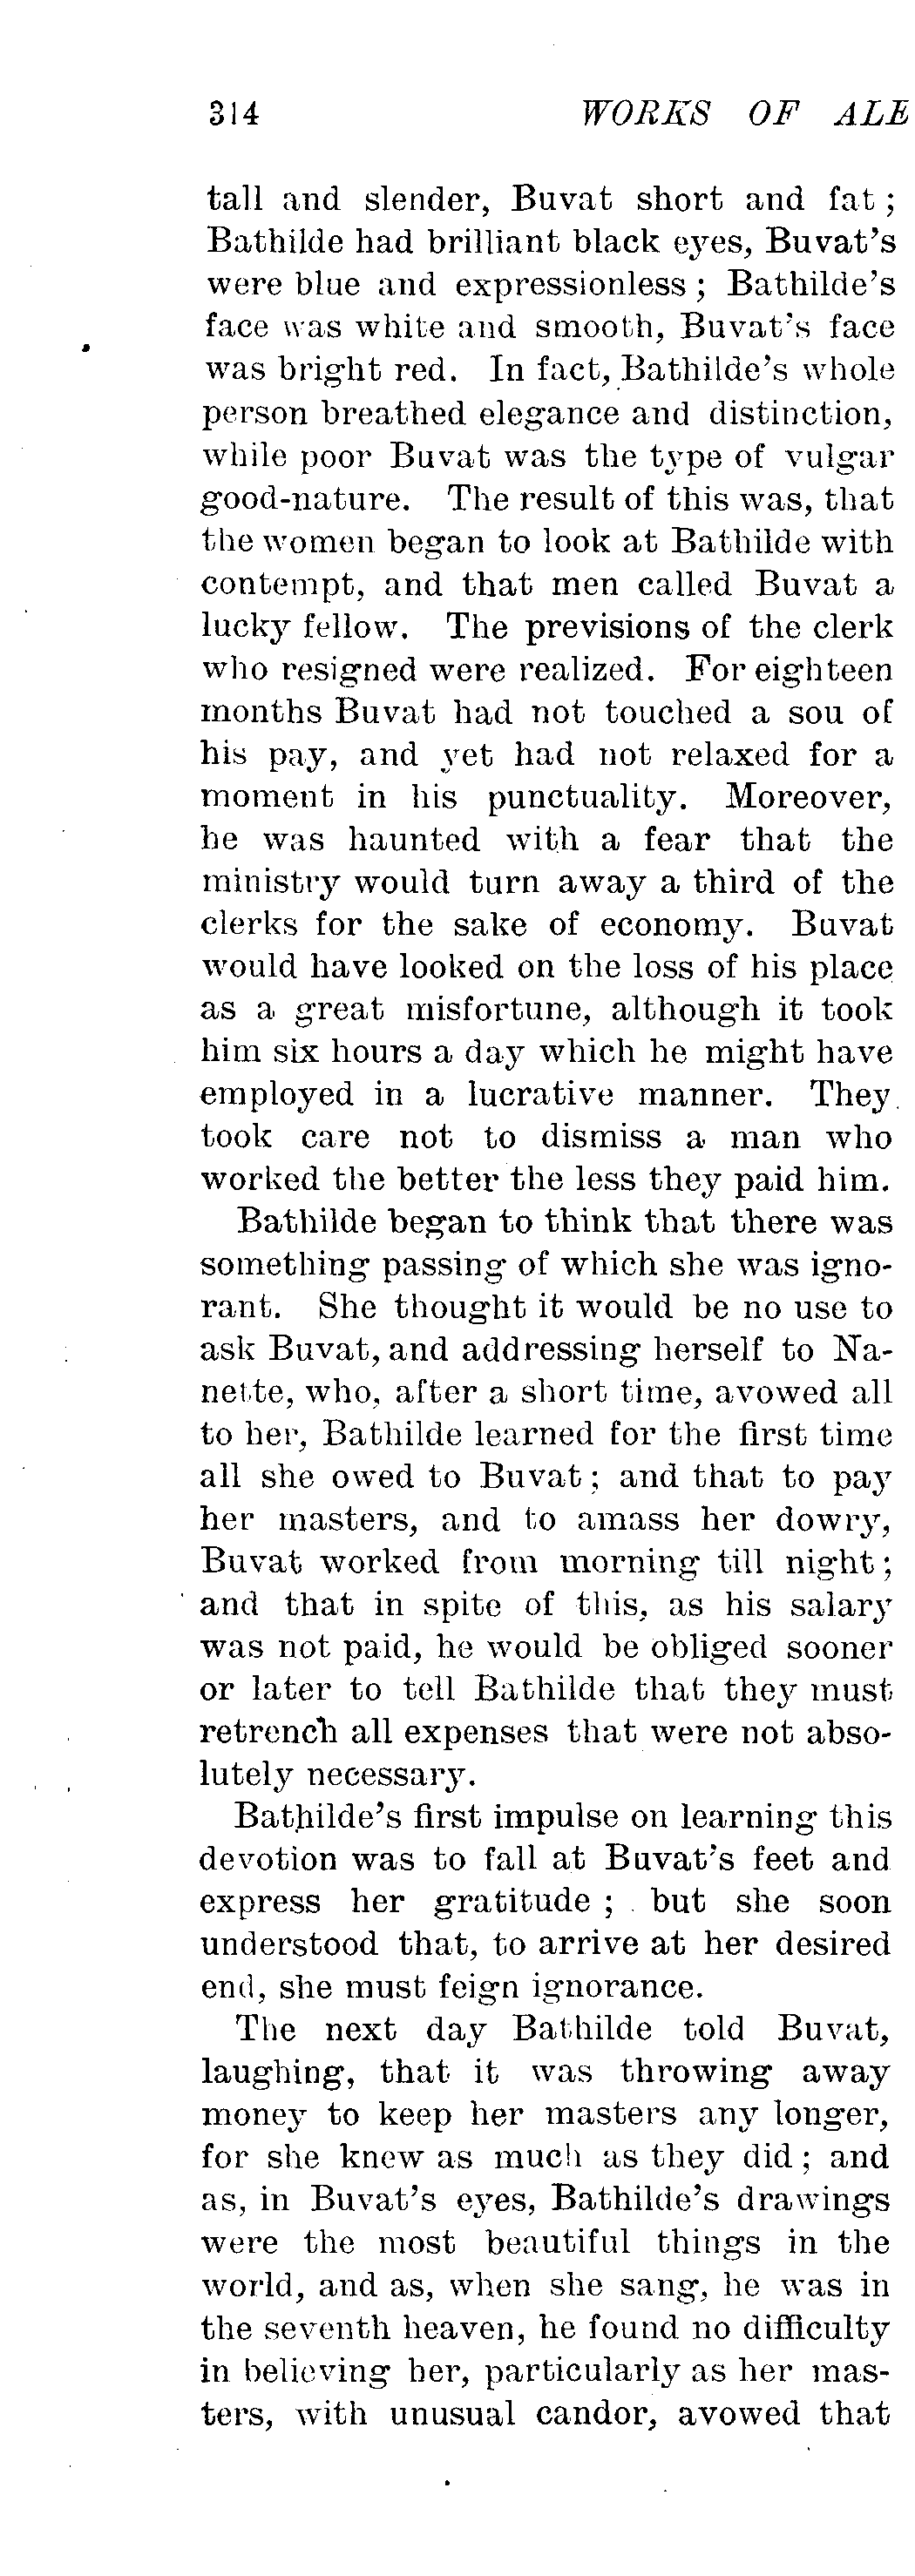 314 WORKS OF ALE
tall and slender, Buvat short and fat ;
Bathilde had brilliant black eyes, Buvat's
were blue and expressionless ; Bathilde's
face was white and smooth, Buvat's face
was bright red. In fact, Bathilde's whole
person breathed elegance and distinction,
while poor Buvat was the type of vulgar
good-nature. The result of this was, that
the women began to look at Bathilde with
contempt, and that men called Buvat a
lucky fellow. The previsions of the clerk
who resigned were realized. For eighteen
months Buvat had not touched a sou of
his pay, and yet had not relaxed for a
moment in his punctuality. Moreover,
he was haunted with a fear that the
ministry would turn away a third of the
clerks for the sake of economy. Buvat
would have looked on the loss of his place
as a great misfortune, although it took
him six hours a day which he might have
employed in a lucrative manner. They
took care not to dismiss a man who
worked the better the less they paid him.
Bathilde began to think that there was
something passing of which she was igno-
rant. She thought it would be no use to
ask Buvat, and addressing herself to Na-
nette, who, after a short time, avowed all
to her, Bathilde learned for the first time
all she owed to Buvat ; and that to pay
her masters, and to amass her dowry,
Buvat worked from morning till night ;
and that in spite of this, as his salary
was not paid, he would be obliged sooner
or later to tell Bathilde that they must
retrench all expenses that were not abso-
lutely necessary.
Bathilde's first impulse on learning this
devotion was to fall at Buvat's feet and
express her gratitude ; but she soon
understood that, to arrive at her desired
end, she must feign ignorance.
The next day Bathilde told Buvat,
laughing, that it was throwing away
money to keep her masters any longer,
for she knew as much as they did ; and
as, in Buvat's eyes, Bathilde's drawings
were the most beautiful things in the
world, and as, when she sang, he was in
the seventh heaven, he found no difficulty
in believing her, particularly as her mas-
ters, with unusual candor, avowed that